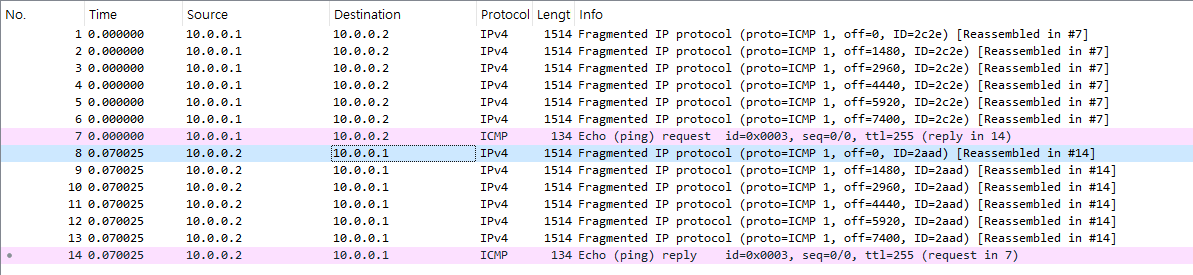 No. Time Source Destination Protocol Lengt Info
1 0.000000 10.0.0.1 10.0.0.2 IPv4 1514 Fragmented IP protocol (proto=ICMP 1, off=0, ID=2c2e) [Reassembled in #7]
2 0.000000 10.0.0.1 10.0.0.2 IPv4 1514 Fragmented IP protocol (proto=ICMP 1, off=1480, ID=2c2e) [Reassembled in #7]
3 0.000000 10.0.0.1 10.0.0.2 IPv4 1514 Fragmented IP protocol (proto=ICMP 1, off=2960, ID=2c2e) [Reassembled in #7]
4 0.000000 10.0.0.1 10.0.0.2 IPv4 1514 Fragmented IP protocol (proto=ICMP 1, off=4440, ID=2c2e) [Reassembled in #7]
5 0.000000 10.0.0.1 10.0.0.2 IPv4 1514 Fragmented IP protocol (proto=ICMP 1, off=5920, ID=2c2e) [Reassembled in #7]
6 0.000000 10.0.0.1 10.0.0.2 IPv4 1514 Fragmented IP protocol (proto=ICMP 1, off=7400, ID=2c2e) [Reassembled in #7]
7 0.000000 10.0.0.1 10.0.0.2 ICMP 134 Echo (ping) request id=0x0003, seq=0/0, ttl=255 (reply in 14)
8 0.070025 10.0.0.2 10.0.0.1 IPv4 1514 Fragmented IP protocol (proto=ICMP 1, off=0, ID=2aad) [Reassembled in #14]
9 0.070025 10.0.0.2 10.0.0.1 IPv4 1514 Fragmented IP protocol (proto=ICMP 1, off=1480, ID=2aad) [Reassembled in #14]
10 0.070025 10.0.0.2 10.0.0.1 IPv4 1514 Fragmented IP protocol (proto=ICMP 1, off=2960, ID=2aad) [Reassembled in #14]
11 0.070025 10.0.0.2 10.0.0.1 IPv4 1514 Fragmented IP protocol (proto=ICMP 1, off=4440, ID=2aad) [Reassembled in #14]
12 0.070025 10.0.0.2 10.0.0.1 IPv4 1514 Fragmented IP protocol (proto=ICMP 1, off=5920, ID=2aad) [Reassembled in #14]
13 0.070025 10.0.0.2 10.0.0.1 IPv4 1514 Fragmented IP protocol (proto=ICMP 1, off=7400, ID=2aad) [Reassembled in #14]
14 0.070025 10.0.0.2 10.0.0.1 ICMP 134 Echo (ping) reply id=0x0003, seq=0/0, ttl=255 (request in 7)